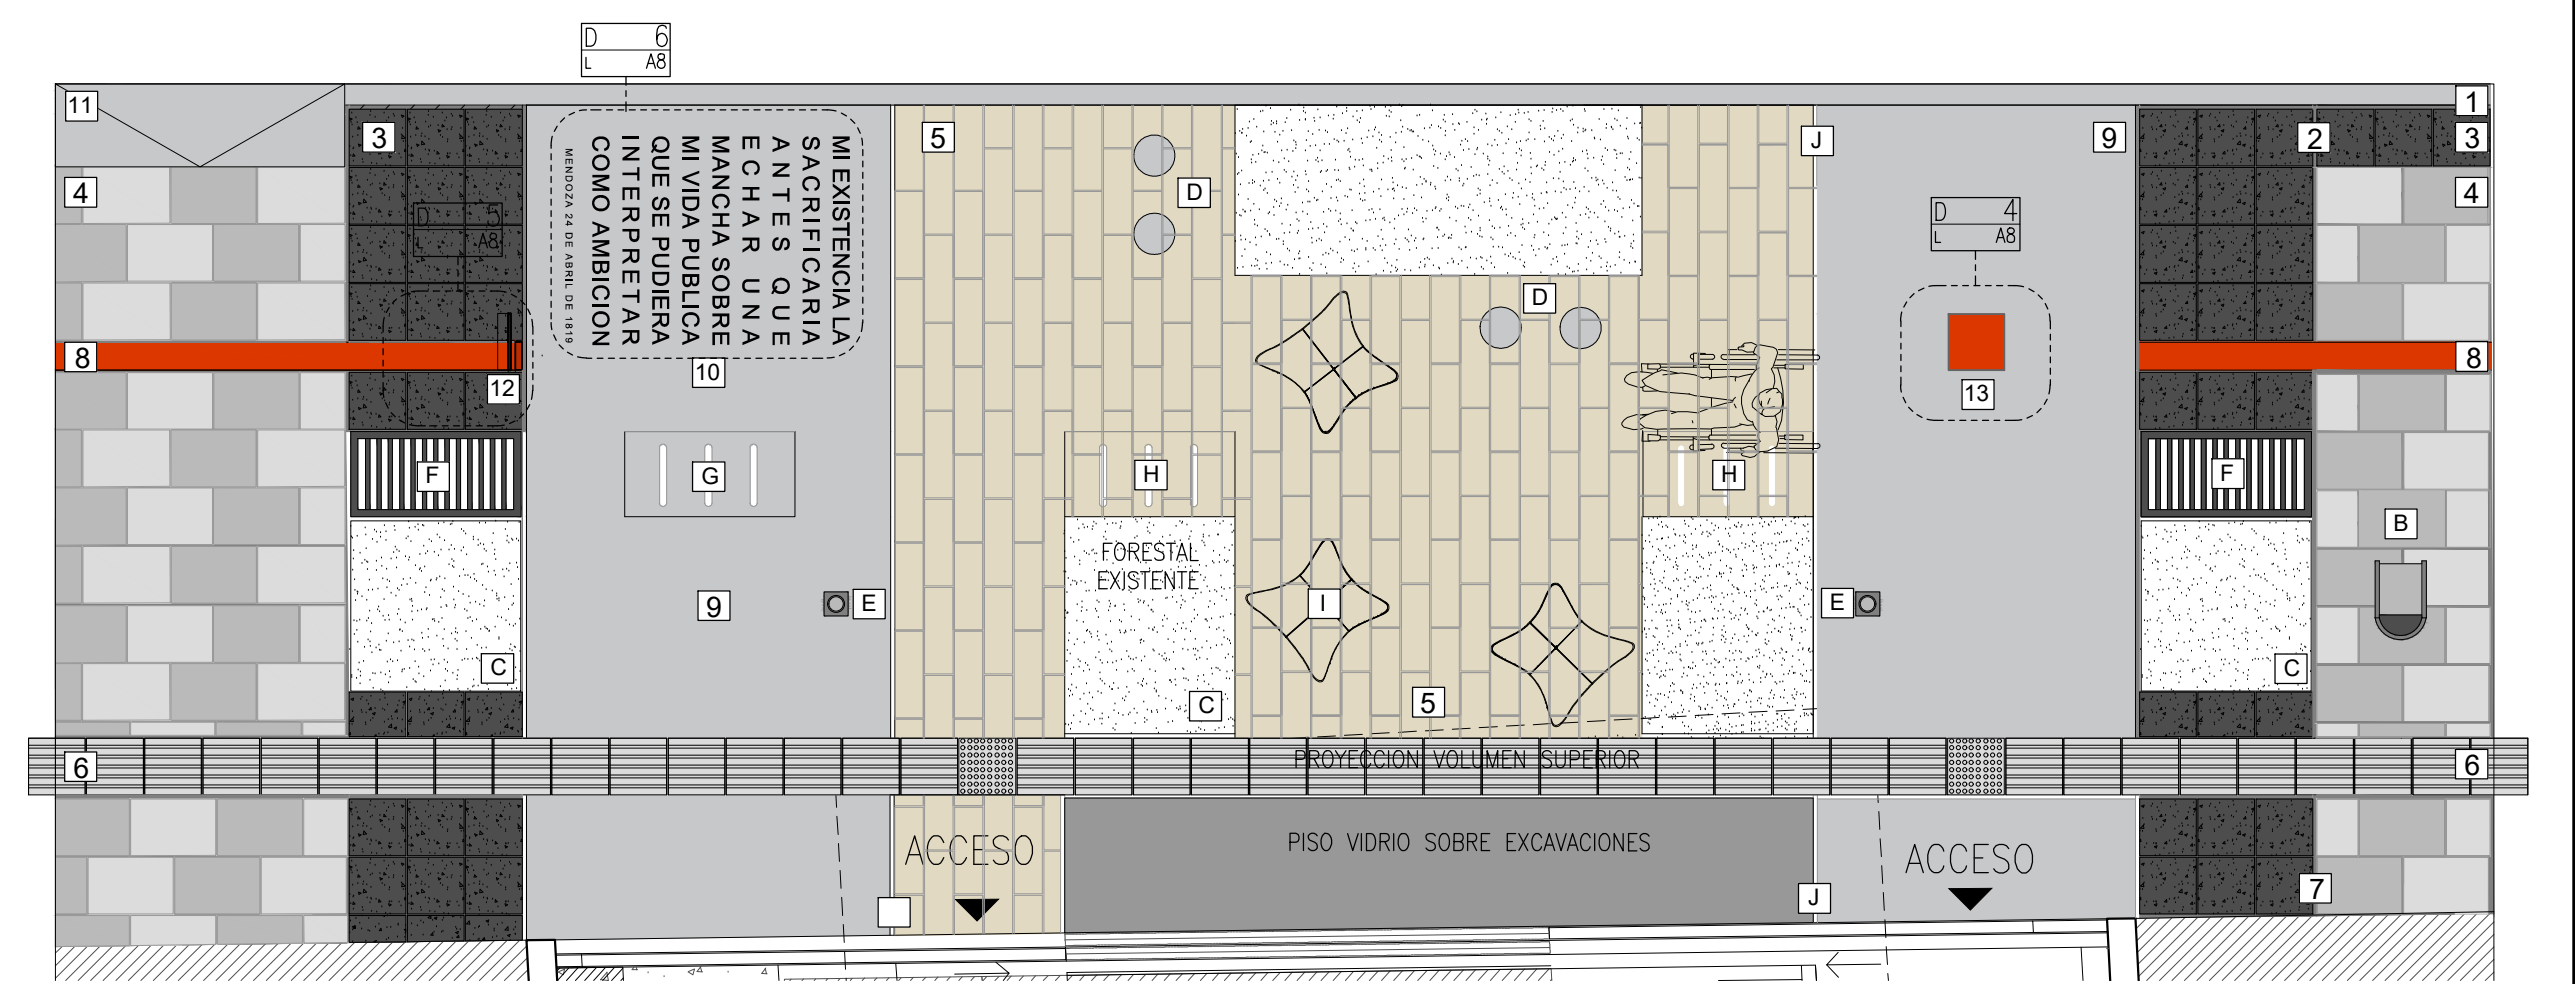 D 6
L A8
11
3
4
D 5
L A8
8
12
MI EXISTENCIA LA
SACRIFICARIA
ANTES QUE
ECHAR UNA
MANCHA SOBRE
MI VIDA PUBLICA
QUE SE PUDIERA
INTERPRETAR
COMO AMBICION
MENDOZA 24 DE ABRIL DE 1819
10
G
9
E
F
C
5
D
D
H
H
FORESTAL
EXISTENTE
C
I
5
J
9
D 4
L A8
13
E
1
2
3
4
8
F
B
C
6
PROYECCION VOLUMEN SUPERIOR
6
ACCESO
PISO VIDRIO SOBRE EXCAVACIONES
J
ACCESO
7